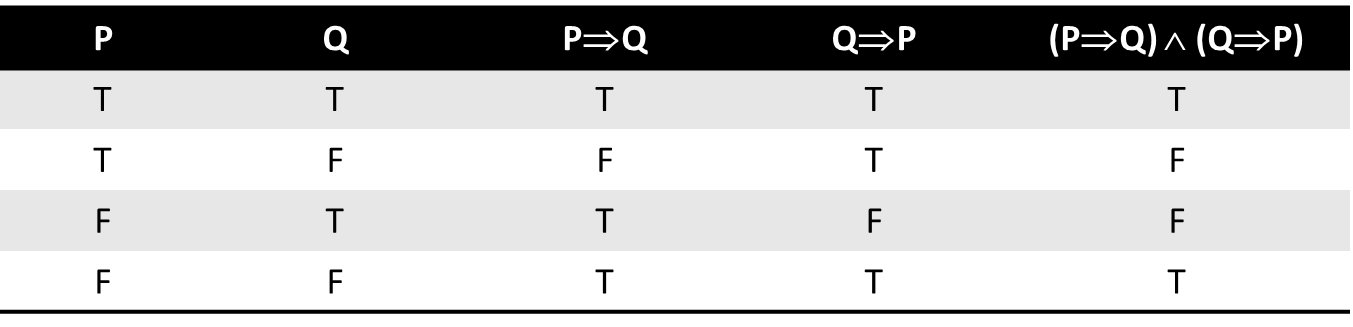 P Q P⇒Q Q⇒P (P⇒Q) ∧ (Q⇒P)
T T T T T
T F F T F
F T T F F
F F T T T